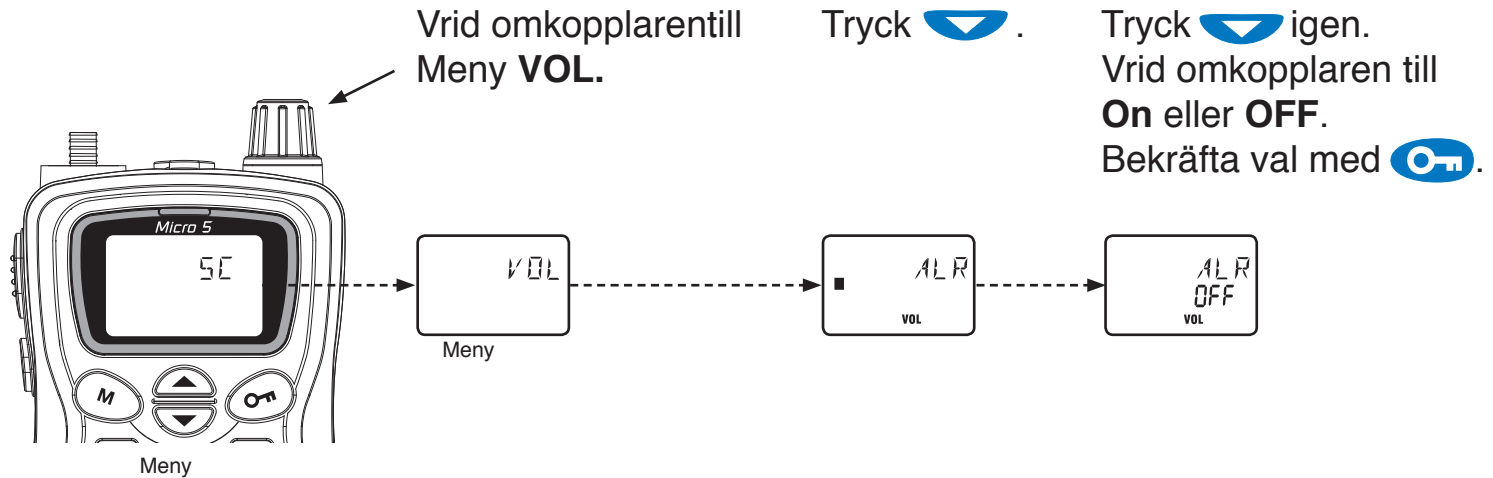 Vrid omkopplarentill
Meny VOL.
Tryck .
Tryck igen.
Vrid omkopplaren till
On eller OFF.
Bekräfta val med .
Micro 5
SC
M
Meny
VOL
Meny
ALR
VOL
ALR
OFF
VOL